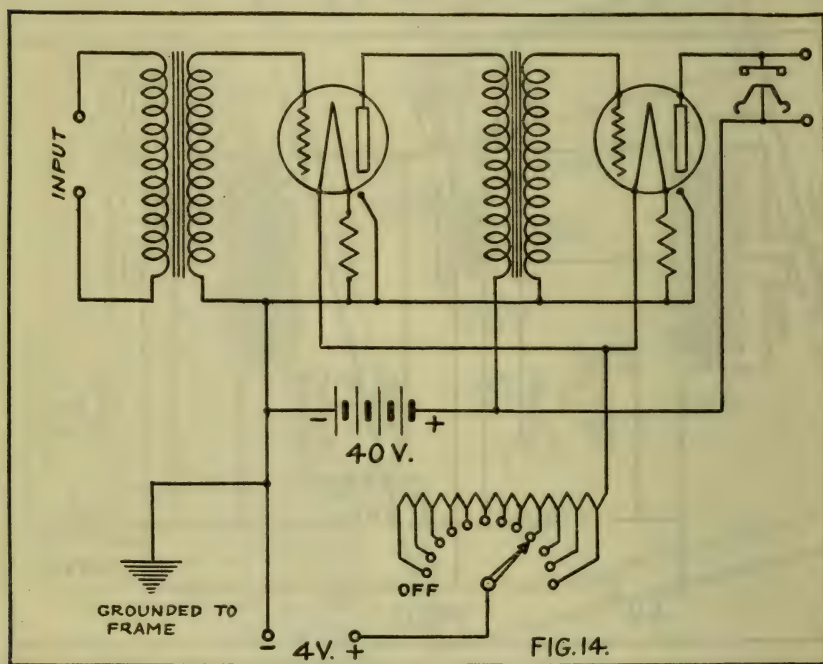 INPUT
- +
40 V.
OFF
GROUNDED TO
FRAME
- 4V. +
FIG. 14.